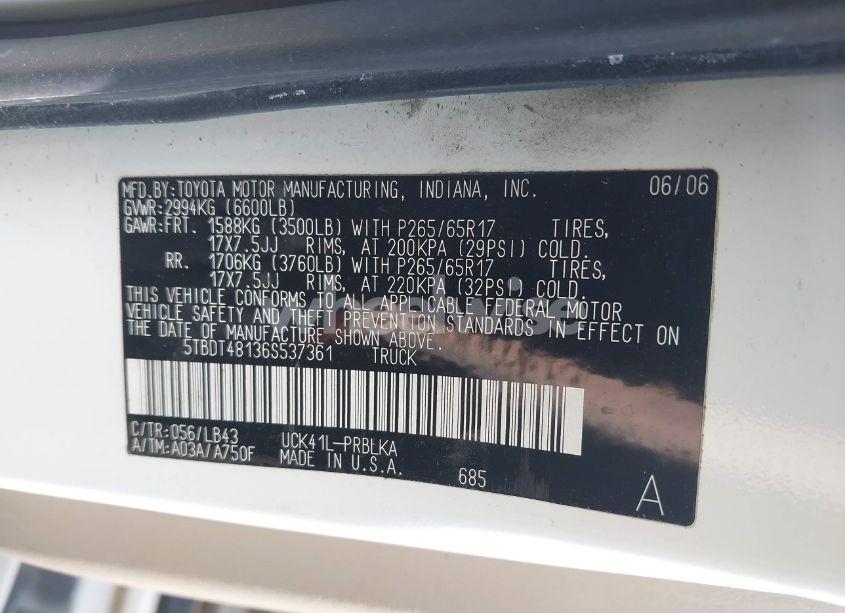 MFD.BY:TOYOTA MOTOR MANUFACTURING, INDIANA, INC. 06/06
GVWR:2994KG (6600LB)
GAWR:FRT. 1588KG (3500LB) WITH P265/65R17 TIRES,
17X7.5JJ RIMS, AT 200KPA (29PSI) COLD.
RR. 1706KG (3760LB) WITH P265/65R17 TIRES,
17X7.5JJ RIMS, AT 220KPA (32PSI) COLD.
THIS VEHICLE CONFORMS TO ALL APPLICABLE FEDERAL MOTOR
VEHICLE SAFETY AND THEFT PREVENTION STANDARDS IN EFFECT ON
THE DATE OF MANUFACTURE SHOWN ABOVE.
5TBDT48136S537361 TRUCK
C/TR:056/LB43 UCK41L-PRBLKA
A/TM:A03A/A750F MADE IN U.S.A. 685
A